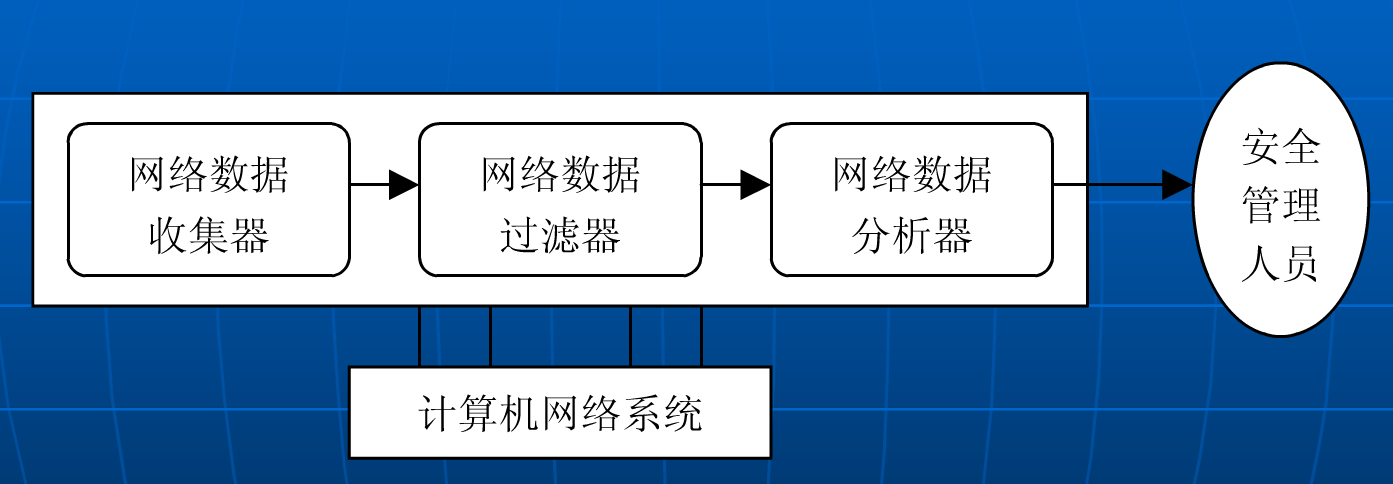 网络数据
收集器
网络数据
过滤器
网络数据
分析器
安全
管理
人员
计算机网络系统